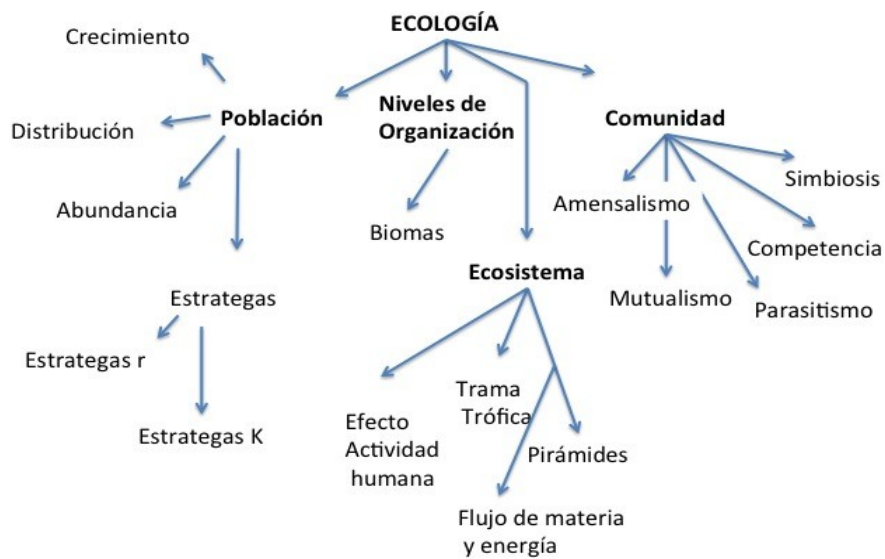 ECOLOGÍA
Crecimiento
Población
Niveles de
Organización
Comunidad
Distribución
Abundancia
Biomas
Simbiosis
Amensalismo
Competencia
Ecosistema
Mutualismo
Parasitismo
Estrategas
Estrategas r
Estrategas K
Efecto
Actividad
humana
Trama
Trófica
Pirámides
Flujo de materia
y energía